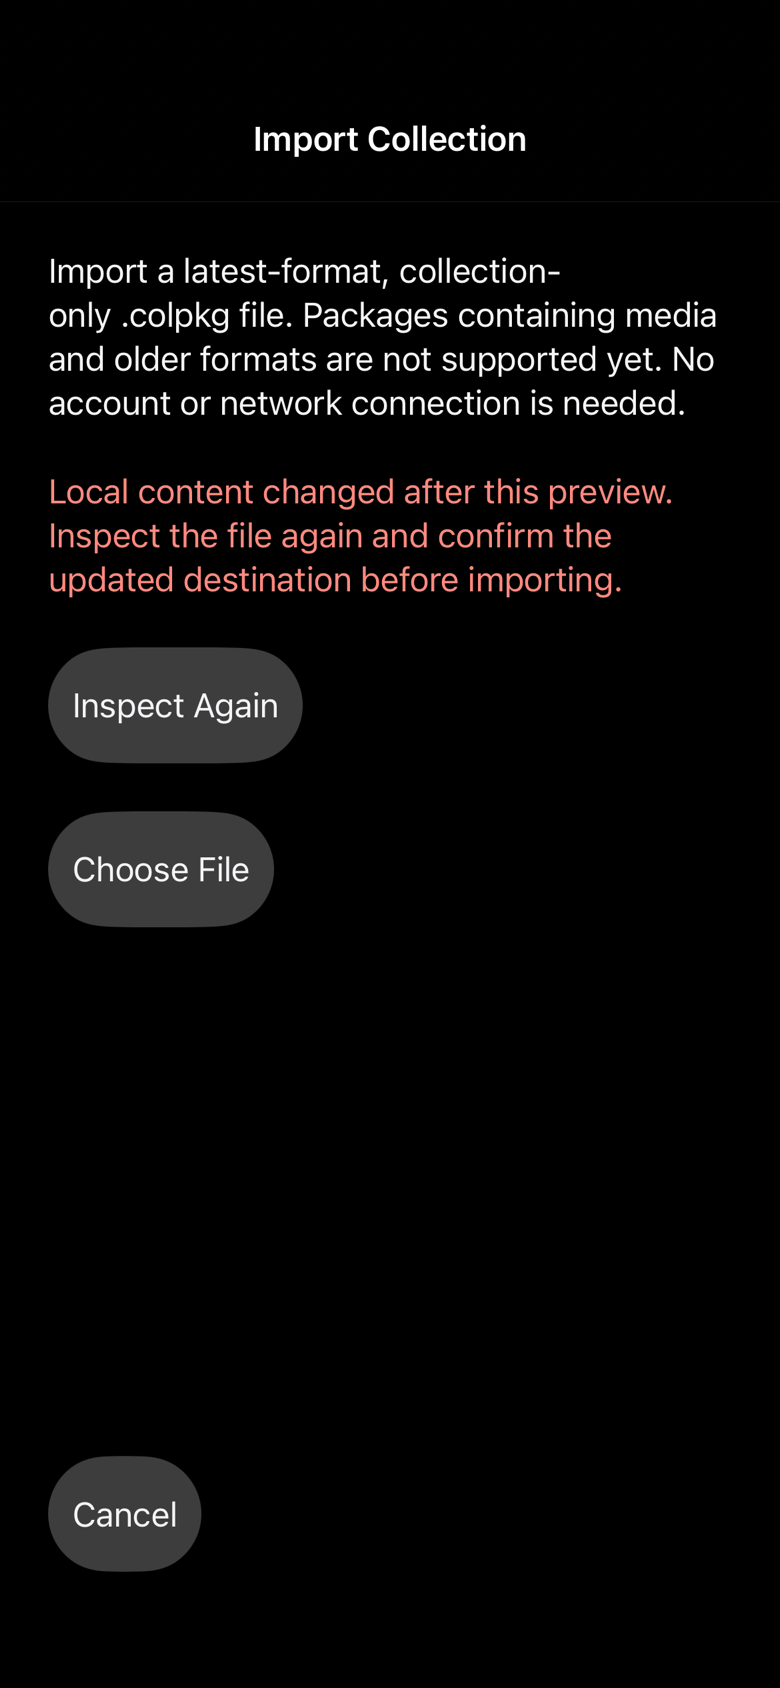 Import Collection
Import a latest-format, collection-
only .colpkg file. Packages containing media
and older formats are not supported yet. No
account or network connection is needed.
Local content changed after this preview.
Inspect the file again and confirm the
updated destination before importing.
Inspect Again
Choose File
Cancel